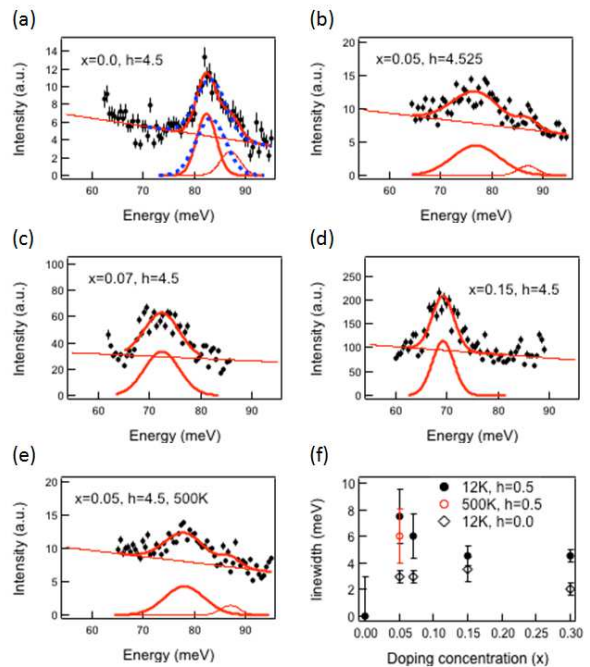 (a)
x=0.0, h=4.5
Intensity (a.u.)
14
12
10
8
6
4
2
0
60 70 80 90
Energy (meV)
(b)
x=0.05, h=4.525
Intensity (a.u.)
20
15
10
5
0
60 70 80 90
Energy (meV)
(c)
x=0.07, h=4.5
Intensity (a.u.)
100
80
60
40
20
0
60 70 80 90
Energy (meV)
(d)
x=0.15, h=4.5
Intensity (a.u.)
250
200
150
100
50
0
60 70 80 90
Energy (meV)
(e)
x=0.05, h=4.5, 500K
Intensity (a.u.)
20
15
10
5
0
60 70 80 90
Energy (meV)
(f)
12K, h=0.5
500K, h=0.5
12K, h=0.0
linewidth (meV)
10
8
6
4
2
0
0.00 0.05 0.10 0.15 0.20 0.25 0.30
Doping concentration (x)